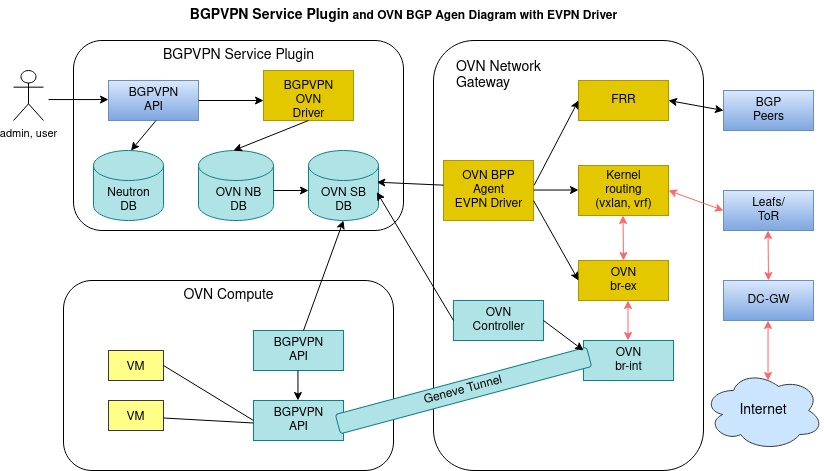 BGPVPN Service Plugin and OVN BGP Agen Diagram with EVPN Driver
BGPVPN Service Plugin
admin, user
BGPVPN
API
BGPVPN
OVN
Driver
Neutron
DB
OVN NB
DB
OVN SB
DB
OVN Network
Gateway
FRR
OVN BPP
Agent
EVPN Driver
Kernel
routing
(vxlan, vrf)
OVN
br-ex
OVN
Controller
OVN
br-int
BGP
Peers
Leafs/
ToR
DC-GW
Internet
OVN Compute
VM
VM
BGPVPN
API
BGPVPN
API
Geneve Tunnel